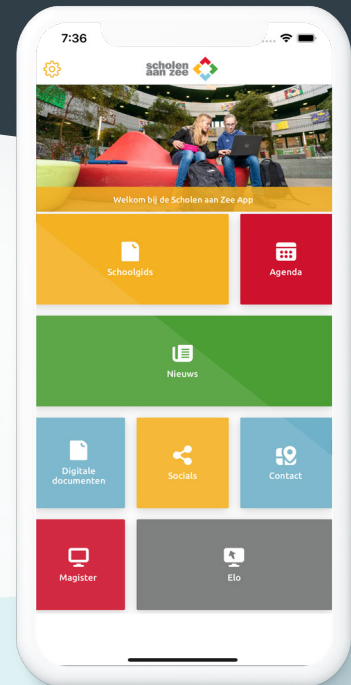 7:36
scholen
aan zee
Welkom bij de Scholen aan Zee App
Schoolgids
Agenda
Nieuws
Digitale
documenten
Socials
Contact
Magister
Elo